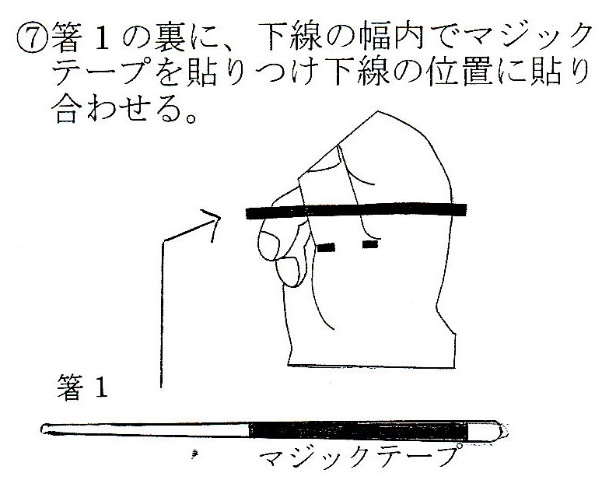 ⑦箸1の裏に、下線の幅内でマジック
テープを貼りつけ下線の位置に貼り
合わせる。
箸1
マジックテープ